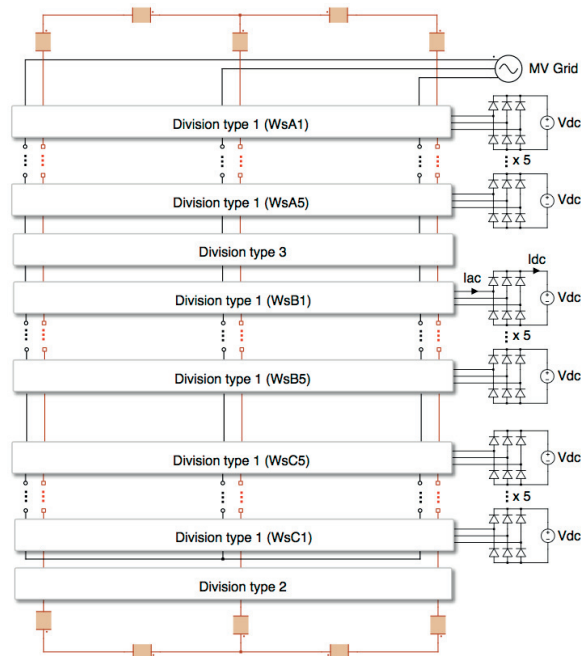 MV Grid
Division type 1 (WsA1)
Vdc
x 5
Division type 1 (WsA5)
Vdc
Division type 3
Idc
Iac
Division type 1 (WsB1)
Vdc
x 5
Division type 1 (WsB5)
Vdc
Division type 1 (WsC5)
Vdc
x 5
Division type 1 (WsC1)
Vdc
Division type 2